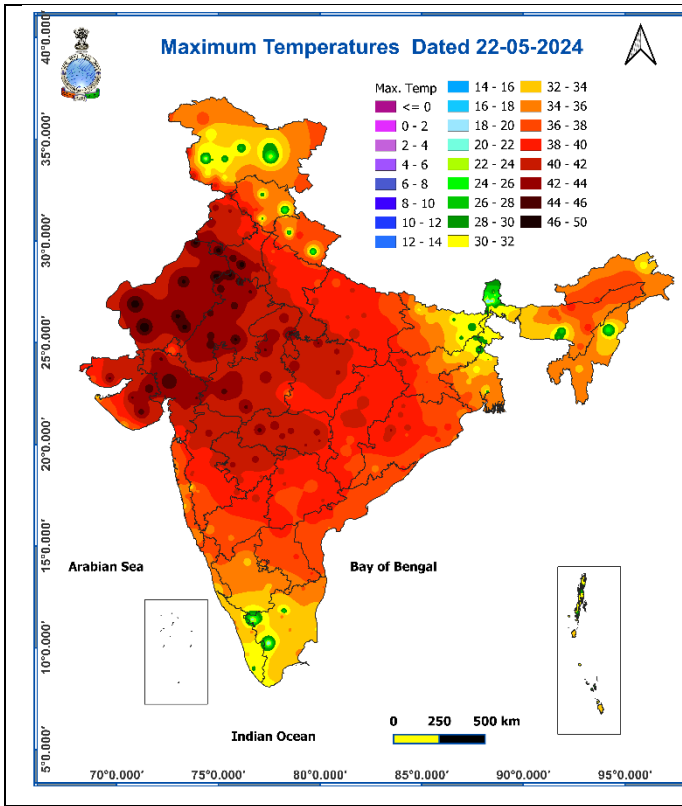 Maximum Temperatures Dated 22-05-2024
Max. Temp
<= 0
0 - 2
2 - 4
4 - 6
6 - 8
8 - 10
10 - 12
12 - 14
14 - 16
16 - 18
18 - 20
20 - 22
22 - 24
24 - 26
26 - 28
28 - 30
30 - 32
32 - 34
34 - 36
36 - 38
38 - 40
40 - 42
42 - 44
44 - 46
46 - 50
40°0.000'
35°0.000'
30°0.000'
25°0.000'
20°0.000'
15°0.000'
10°0.000'
5°0.000'
Arabian Sea
Bay of Bengal
Indian Ocean
0 250 500 km
70°0.000' 75°0.000' 80°0.000' 85°0.000' 90°0.000' 95°0.000'